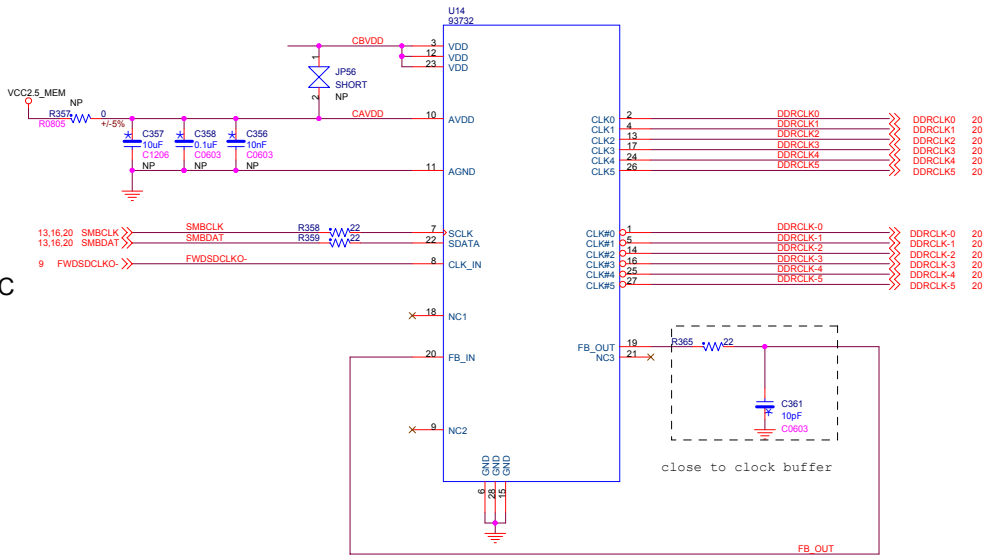 U14
93732
CBVDD
3 VDD
12 VDD
23 VDD
1
JP56
SHORT
2 NP
VCC2.5_MEM
NP
R357 0
R0805 +/-5%
CAVDD
10 AVDD
C357 C358 C356
10uF 0.1uF 10nF
C1206 C0603 C0603
NP NP NP
11 AGND
CLK0 2 DDRCLK0 DDRCLK0 20
CLK1 4 DDRCLK1 DDRCLK1 20
CLK2 13 DDRCLK2 DDRCLK2 20
CLK3 17 DDRCLK3 DDRCLK3 20
CLK4 24 DDRCLK4 DDRCLK4 20
CLK5 26 DDRCLK5 DDRCLK5 20
13,16,20 SMBCLK SMBCLK R358 22 7 SCLK
13,16,20 SMBDAT SMBDAT R359 22 22 SDATA
9 FWDSDCLKO- FWDSDCLKO- 8 CLK_IN
CLK#0 1 DDRCLK-0 DDRCLK-0 20
CLK#1 5 DDRCLK-1 DDRCLK-1 20
CLK#2 14 DDRCLK-2 DDRCLK-2 20
CLK#3 16 DDRCLK-3 DDRCLK-3 20
CLK#4 25 DDRCLK-4 DDRCLK-4 20
CLK#5 27 DDRCLK-5 DDRCLK-5 20
C
18 NC1
20 FB_IN
FB_OUT 19 R365 22
NC3 21
C361
10pF
C0603
9 NC2
close to clock buffer
GND GND GND
6 28 15
FB_OUT